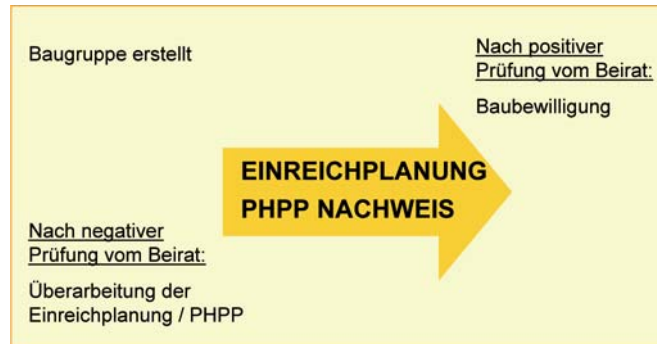 Baugruppe erstellt
Nach positiver
Prüfung vom Beirat:
Baubewilligung
EINREICHPLANUNG
PHPP NACHWEIS
Nach negativer
Prüfung vom Beirat:
Überarbeitung der
Einreichplanung / PHPP